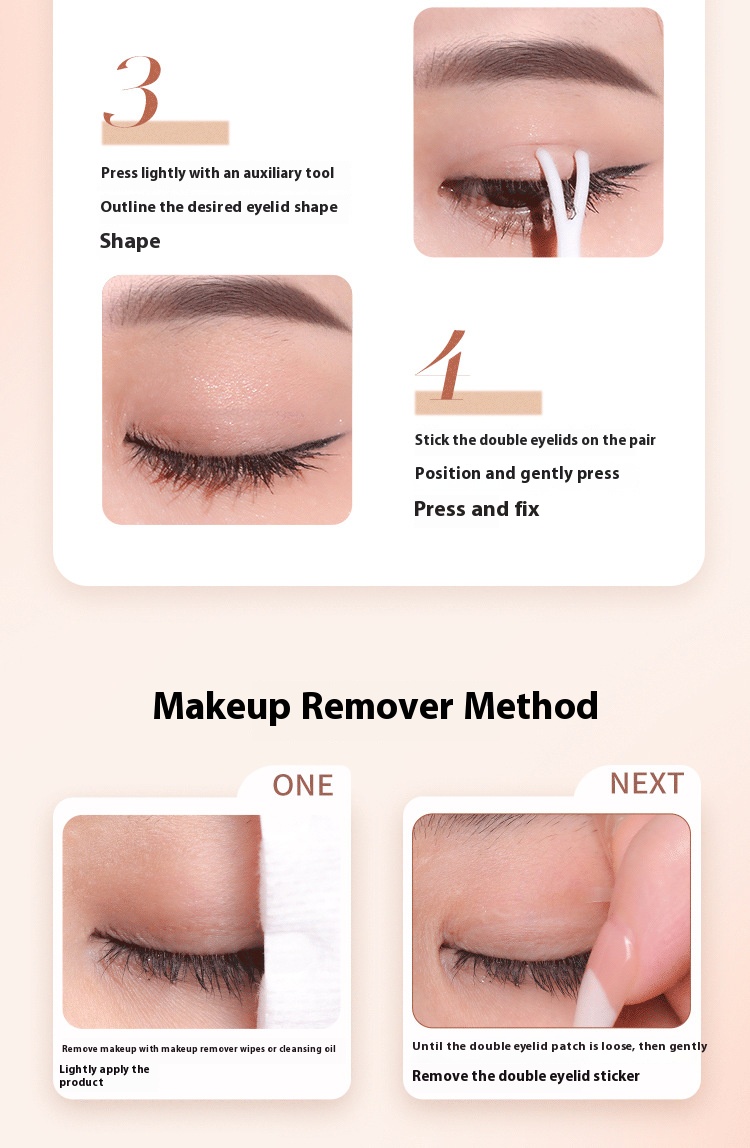 3
Press lightly with an auxiliary tool
Outline the desired eyelid shape
Shape
4
Stick the double eyelids on the pair
Position and gently press
Press and fix
Makeup Remover Method
ONE
Remove makeup with makeup remover wipes or cleansing oil
Lightly apply the
product
NEXT
Until the double eyelid patch is loose, then gently
Remove the double eyelid sticker